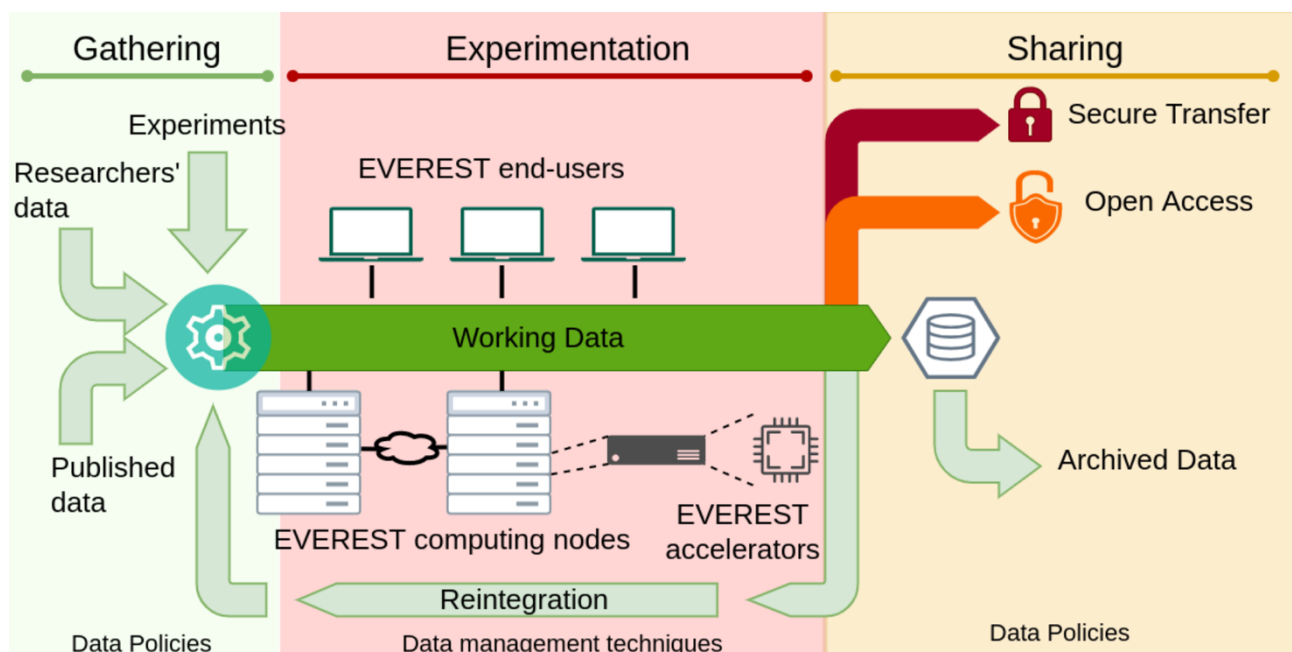 Gathering
Experimentation
Sharing
Experiments
Researchers'
data
EVEREST end-users
Secure Transfer
Open Access
Working Data
Published
data
Archived Data
EVEREST computing nodes
EVEREST
accelerators
Reintegration
Data Policies
Data management techniques
Data Policies